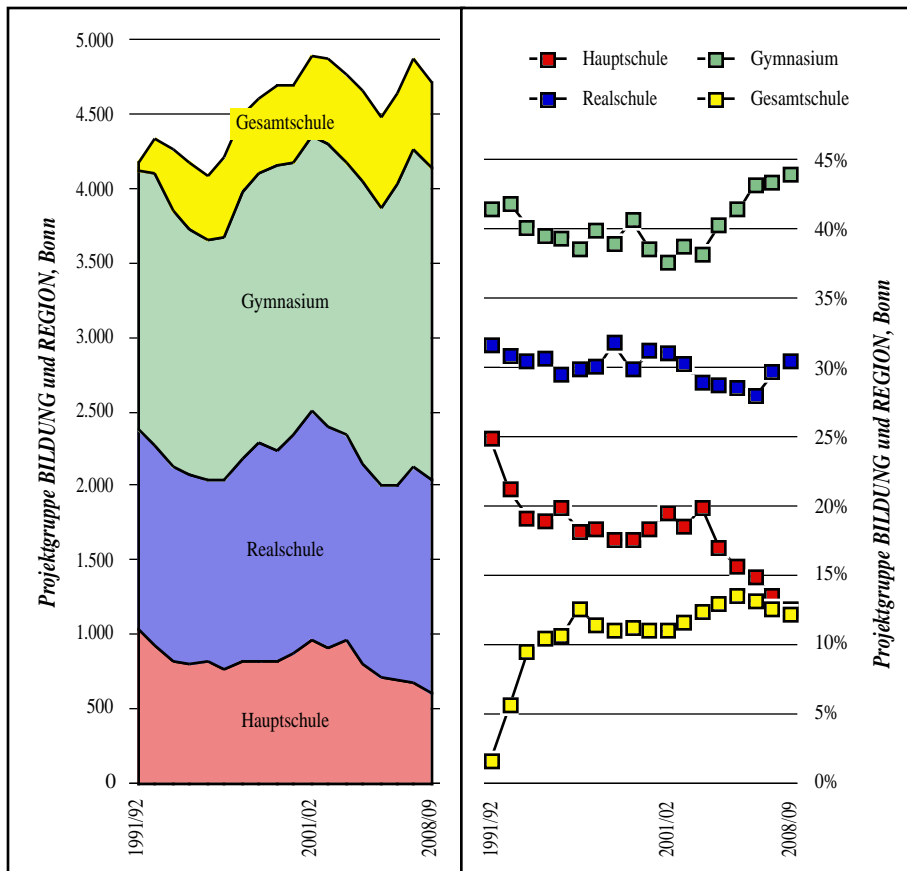 5.000
4.500
4.000
3.500
3.000
2.500
2.000
1.500
1.000
500
0
Projektgruppe BILDUNG und REGION, Bonn
Gesamtschule
Gymnasium
Realschule
Hauptschule
1991/92
2001/02
2008/09
Hauptschule
Gymnasium
Realschule
Gesamtschule
45%
40%
35%
30%
25%
20%
15%
10%
5%
0%
Projektgruppe BILDUNG und REGION, Bonn
1991/92
2001/02
2008/09